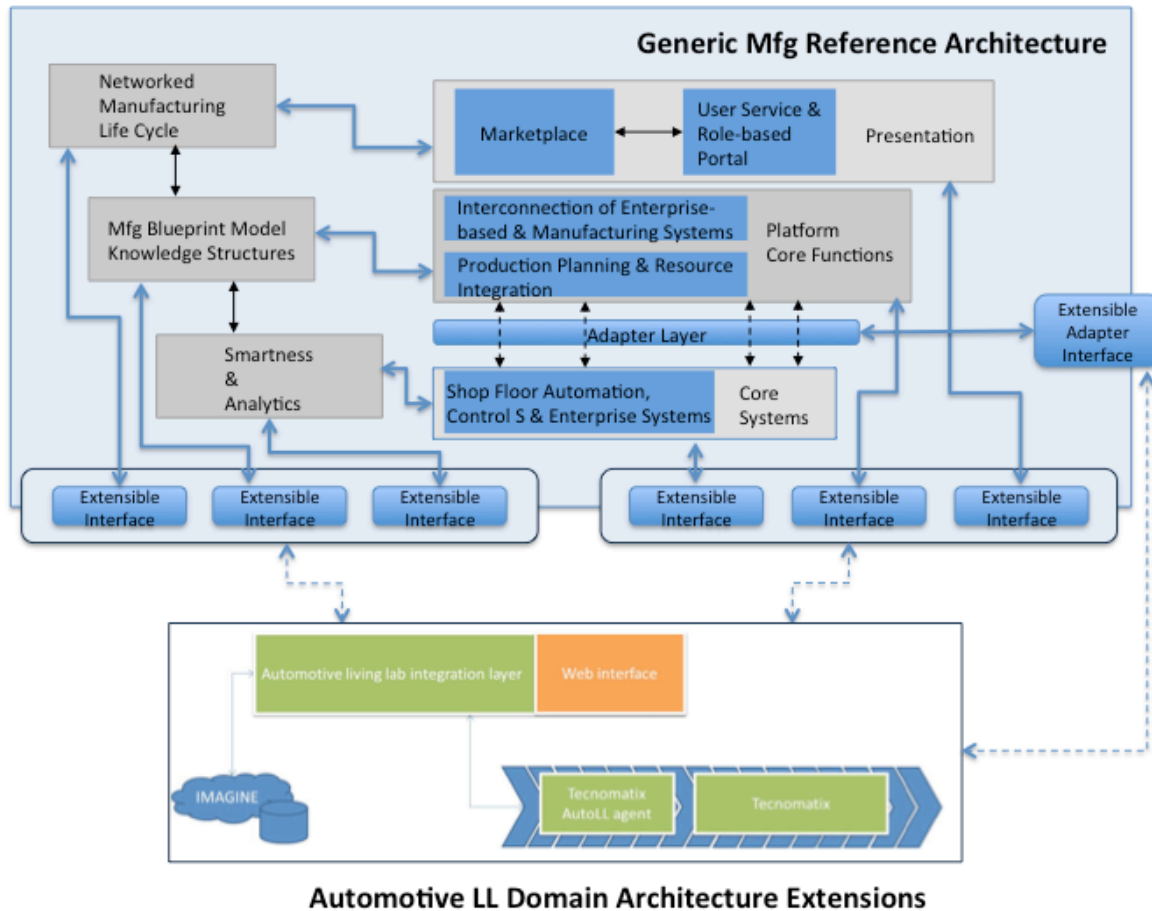 Generic Mfg Reference Architecture
Networked
Manufacturing
Life Cycle
Marketplace
User Service &
Role-based
Portal
Presentation
Mfg Blueprint Model
Knowledge Structures
Interconnection of Enterprise-
based & Manufacturing Systems
Production Planning & Resource
Integration
Platform
Core Functions
Adapter Layer
Extensible
Adapter
Interface
Smartness
&
Analytics
Shop Floor Automation,
Control S & Enterprise Systems
Core
Systems
Extensible
Interface
Extensible
Interface
Extensible
Interface
Extensible
Interface
Extensible
Interface
Extensible
Interface
Automotive living lab integration layer
Web interface
IMAGINE
Tecnomatix
AutoLL agent
Tecnomatix
Automotive LL Domain Architecture Extensions